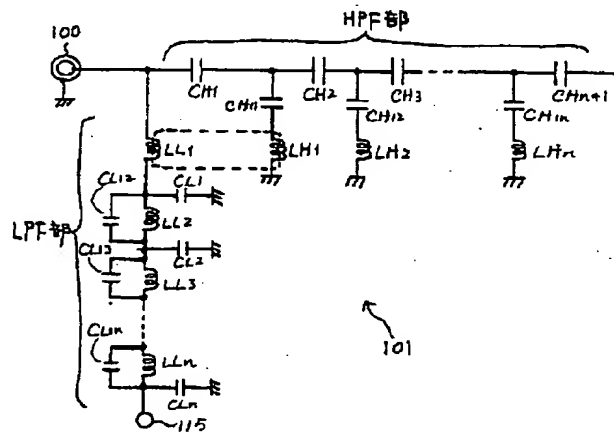 HPF部
100
CH1
CH2
CH3
CHn+1
CH11
CH12
CH1n
LL1
LH1
LH2
LHn
CL12
CL1
LL2
LPF部
CL13
CL2
LL3
101
CL1n
LLn
CLn
115